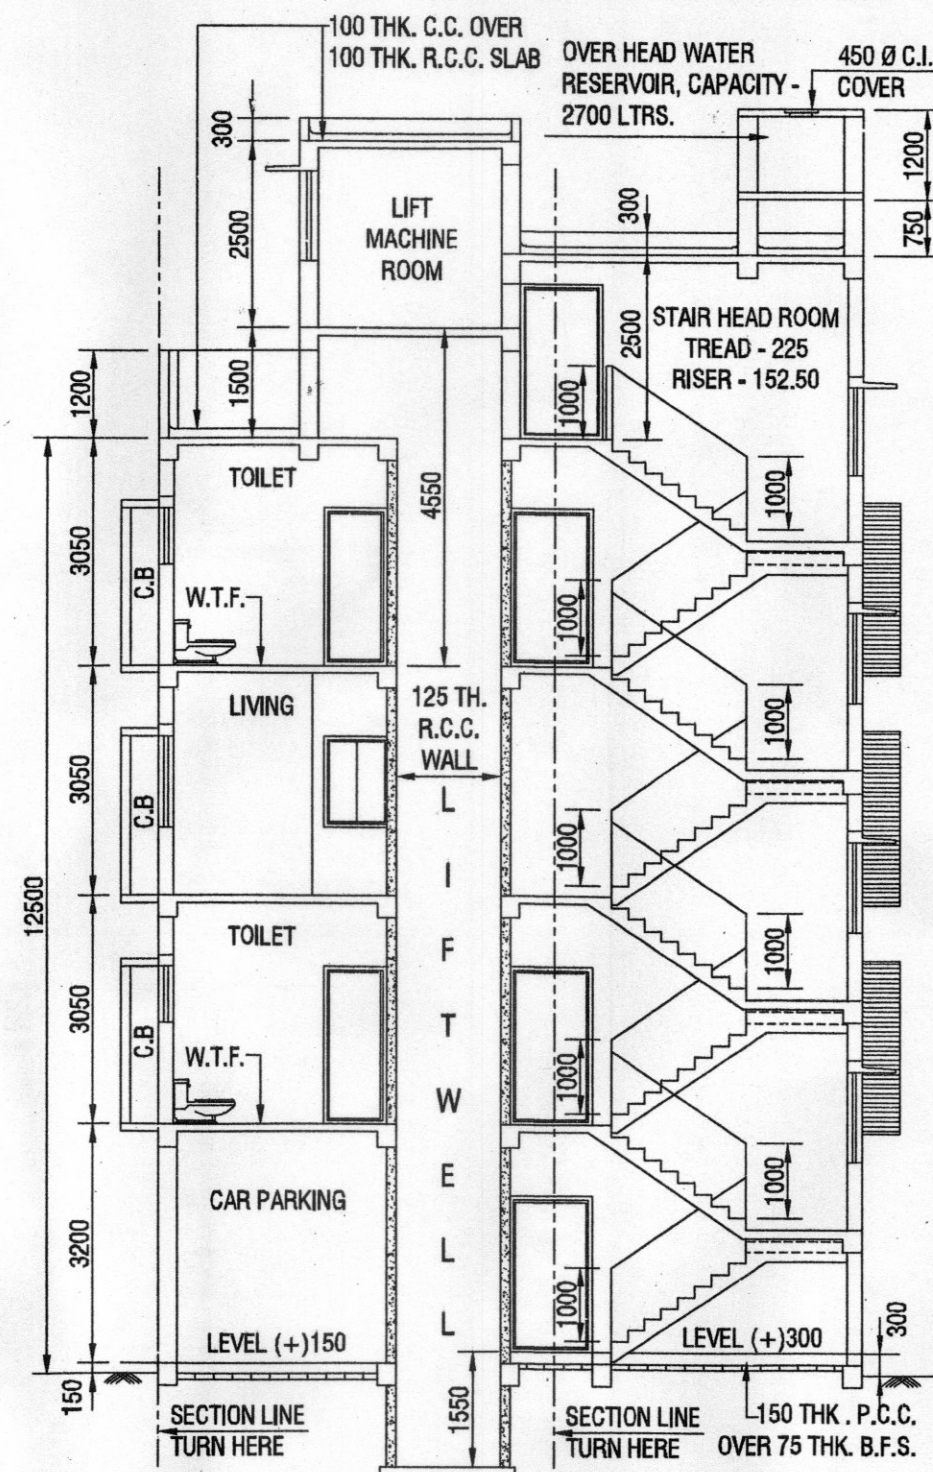 100 THK. C.C. OVER
100 THK. R.C.C. SLAB
OVER HEAD WATER
RESERVOIR, CAPACITY -
2700 LTRS.
450 Ø C.I.
COVER
300
1200
LIFT
MACHINE
ROOM
2500
300
750
STAIR HEAD ROOM
TREAD - 225
RISER - 152.50
2500
1200
1500
1000
TOILET
4550
1000
3050
C.B
W.T.F.
1000
LIVING
125 TH.
R.C.C.
WALL
1000
3050
C.B
1000
12500
TOILET
1000
3050
C.B
W.T.F.
1000
LIFT WELL
CAR PARKING
1000
3200
1000
LEVEL (+)150
LEVEL (+)300
300
150
1550
SECTION LINE
TURN HERE
SECTION LINE
TURN HERE
150 THK . P.C.C.
OVER 75 THK. B.F.S.